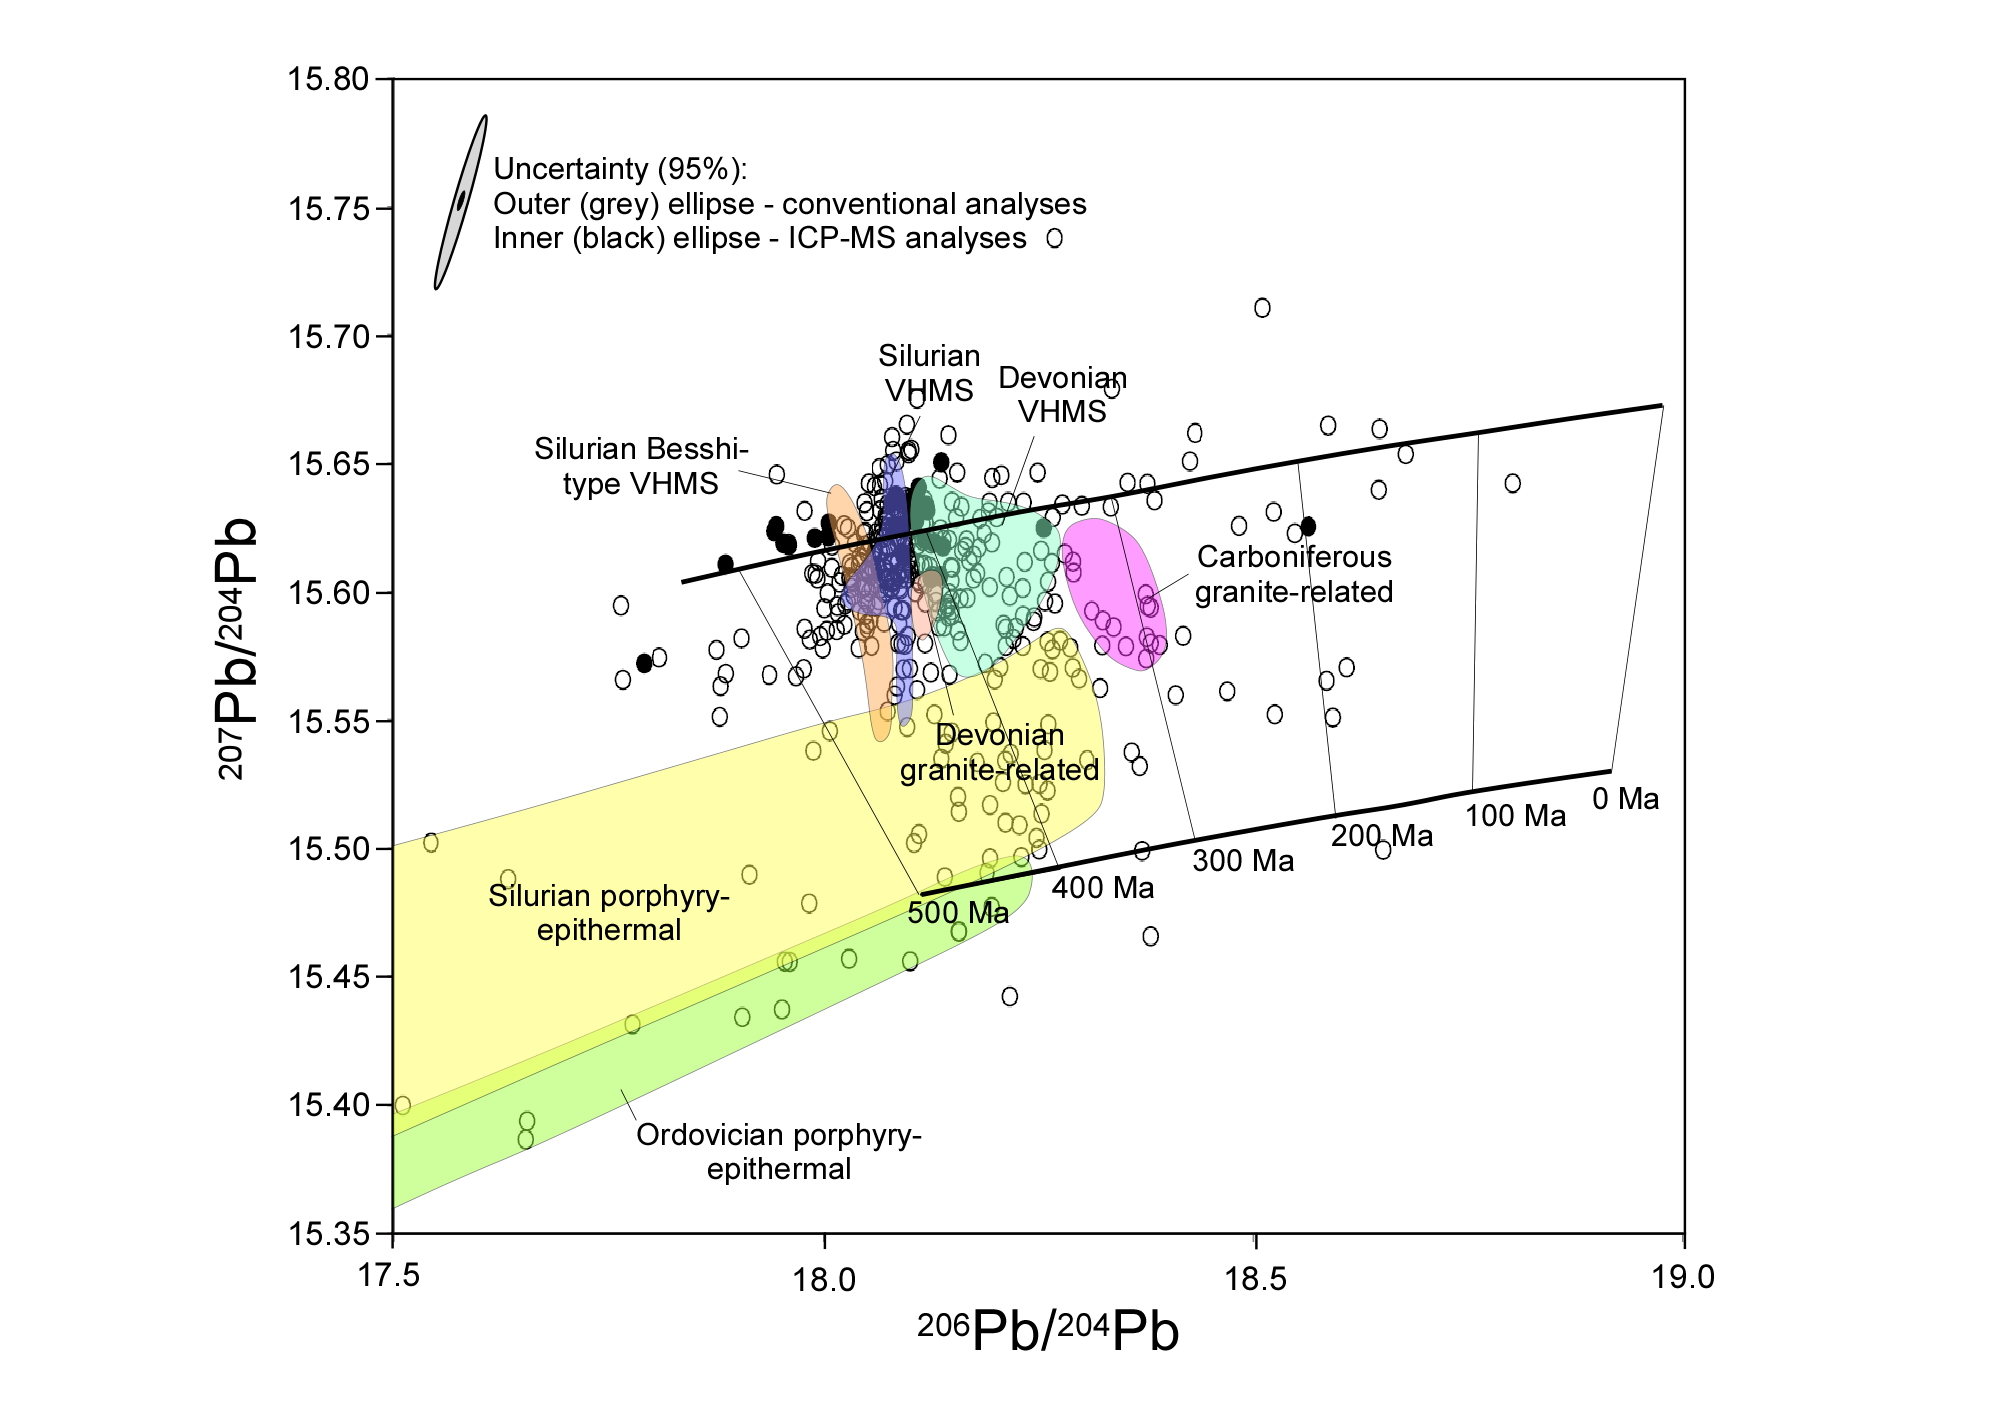 15.80
Uncertainty (95%):
15.75
Outer (grey) ellipse - conventional analyses
Inner (black) ellipse - ICP-MS analyses
15.70
Silurian
VHMS
Devonian
VHMS
Silurian Besshi-
type VHMS
15.65
Carboniferous
granite-related
15.60
15.55
Devonian
granite-related
0 Ma
100 Ma
200 Ma
300 Ma
400 Ma
500 Ma
15.50
Silurian porphyry-
epithermal
15.45
15.40
Ordovician porphyry-
epithermal
15.35
17.5
18.0
18.5
19.0
207Pb/204Pb
206Pb/204Pb